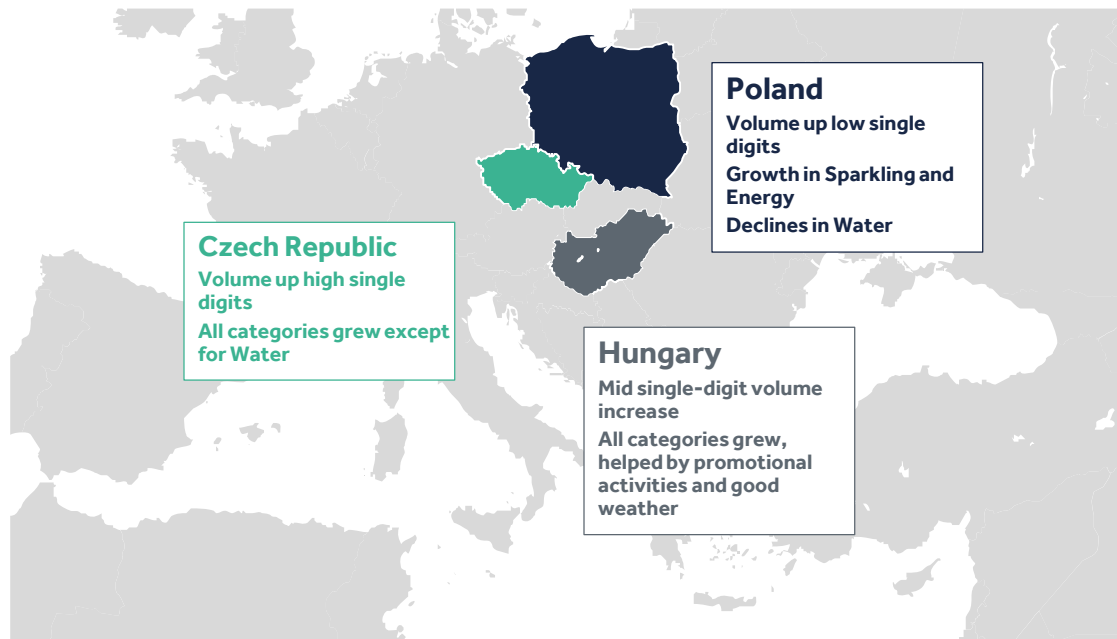 Poland
Volume up low single
digits
Growth in Sparkling and
Energy
Declines in Water
Czech Republic
Volume up high single
digits
All categories grew except
for Water
Hungary
Mid single-digit volume
increase
All categories grew,
helped by promotional
activities and good
weather